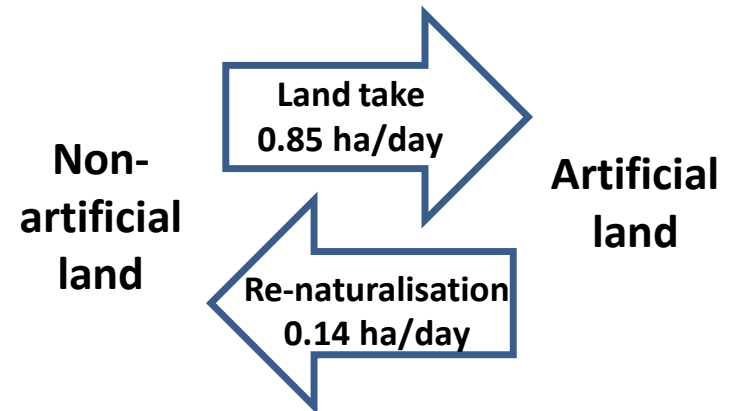 Land take
0.85 ha/day
Non-
artificial
land
Artificial
land
Re-naturalisation
0.14 ha/day